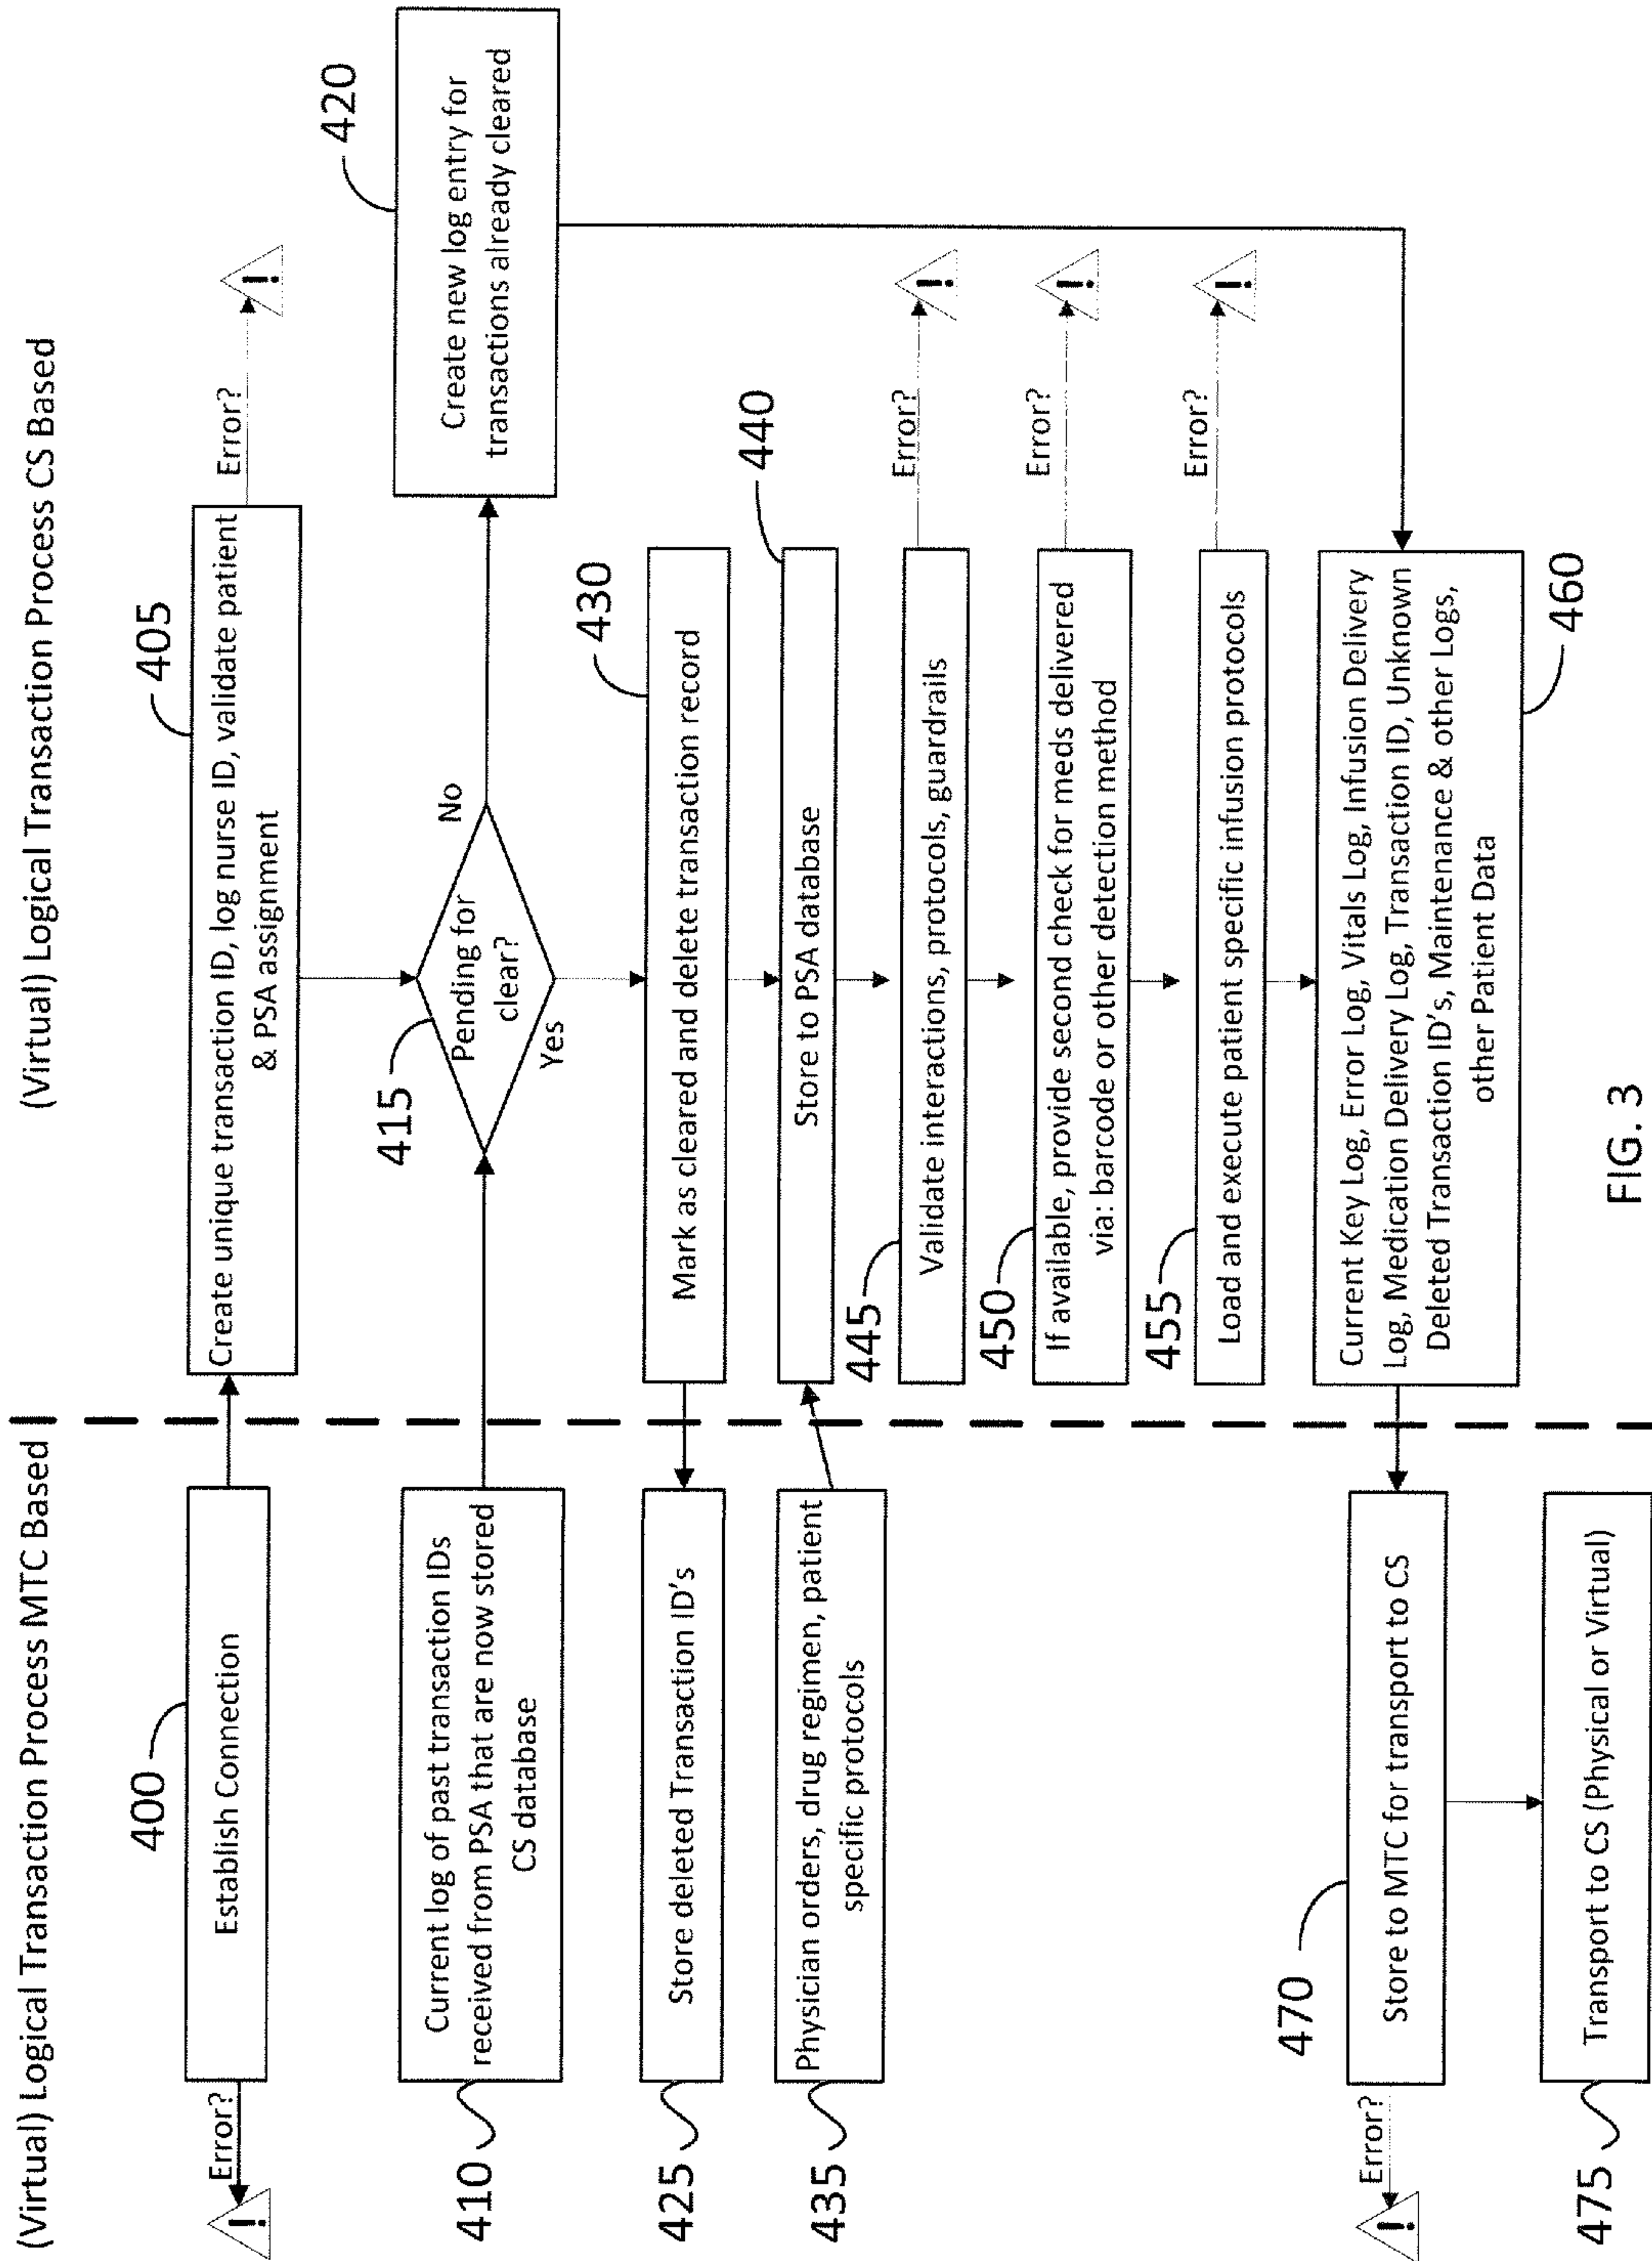 (Virtual) Logical Transaction Process MTC Based
(Virtual) Logical Transaction Process CS Based
400
Establish Connection
Error?
!
405
Create unique transaction ID, log nurse ID, validate patient
& PSA assignment
Error?
!
410
Current log of past transaction IDs
received from PSA that are now stored
CS database
415
Pending for
clear?
No
Yes
420
Create new log entry for
transactions already cleared
425
Store deleted Transaction ID's
430
Mark as cleared and delete transaction record
435
Physician orders, drug regimen, patient
specific protocols
440
Store to PSA database
445
Validate interactions, protocols, guardrails
Error?
!
450
If available, provide second check for meds delivered
via: barcode or other detection method
Error?
!
455
Load and execute patient specific infusion protocols
Error?
!
Current Key Log, Error Log, Vitals Log, Infusion Delivery
Log, Medication Delivery Log, Transaction ID, Unknown
Deleted Transaction ID's, Maintenance & other Logs,
other Patient Data
460
470
Store to MTC for transport to CS
Error?
!
475
Transport to CS (Physical or Virtual)
FIG. 3